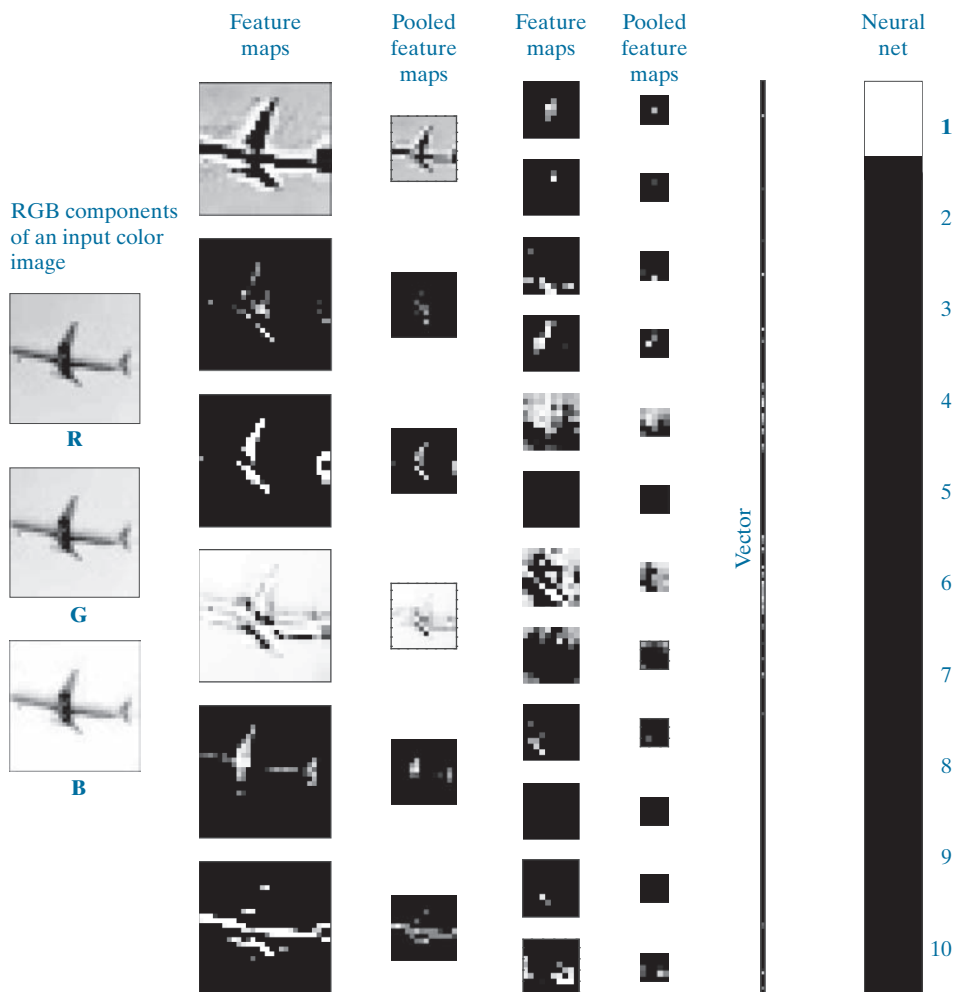 Feature
maps
Pooled
feature
maps
Feature
maps
Pooled
feature
maps
Neural
net
RGB components
of an input color
image
R
G
B
Vector
1
2
3
4
5
6
7
8
9
10